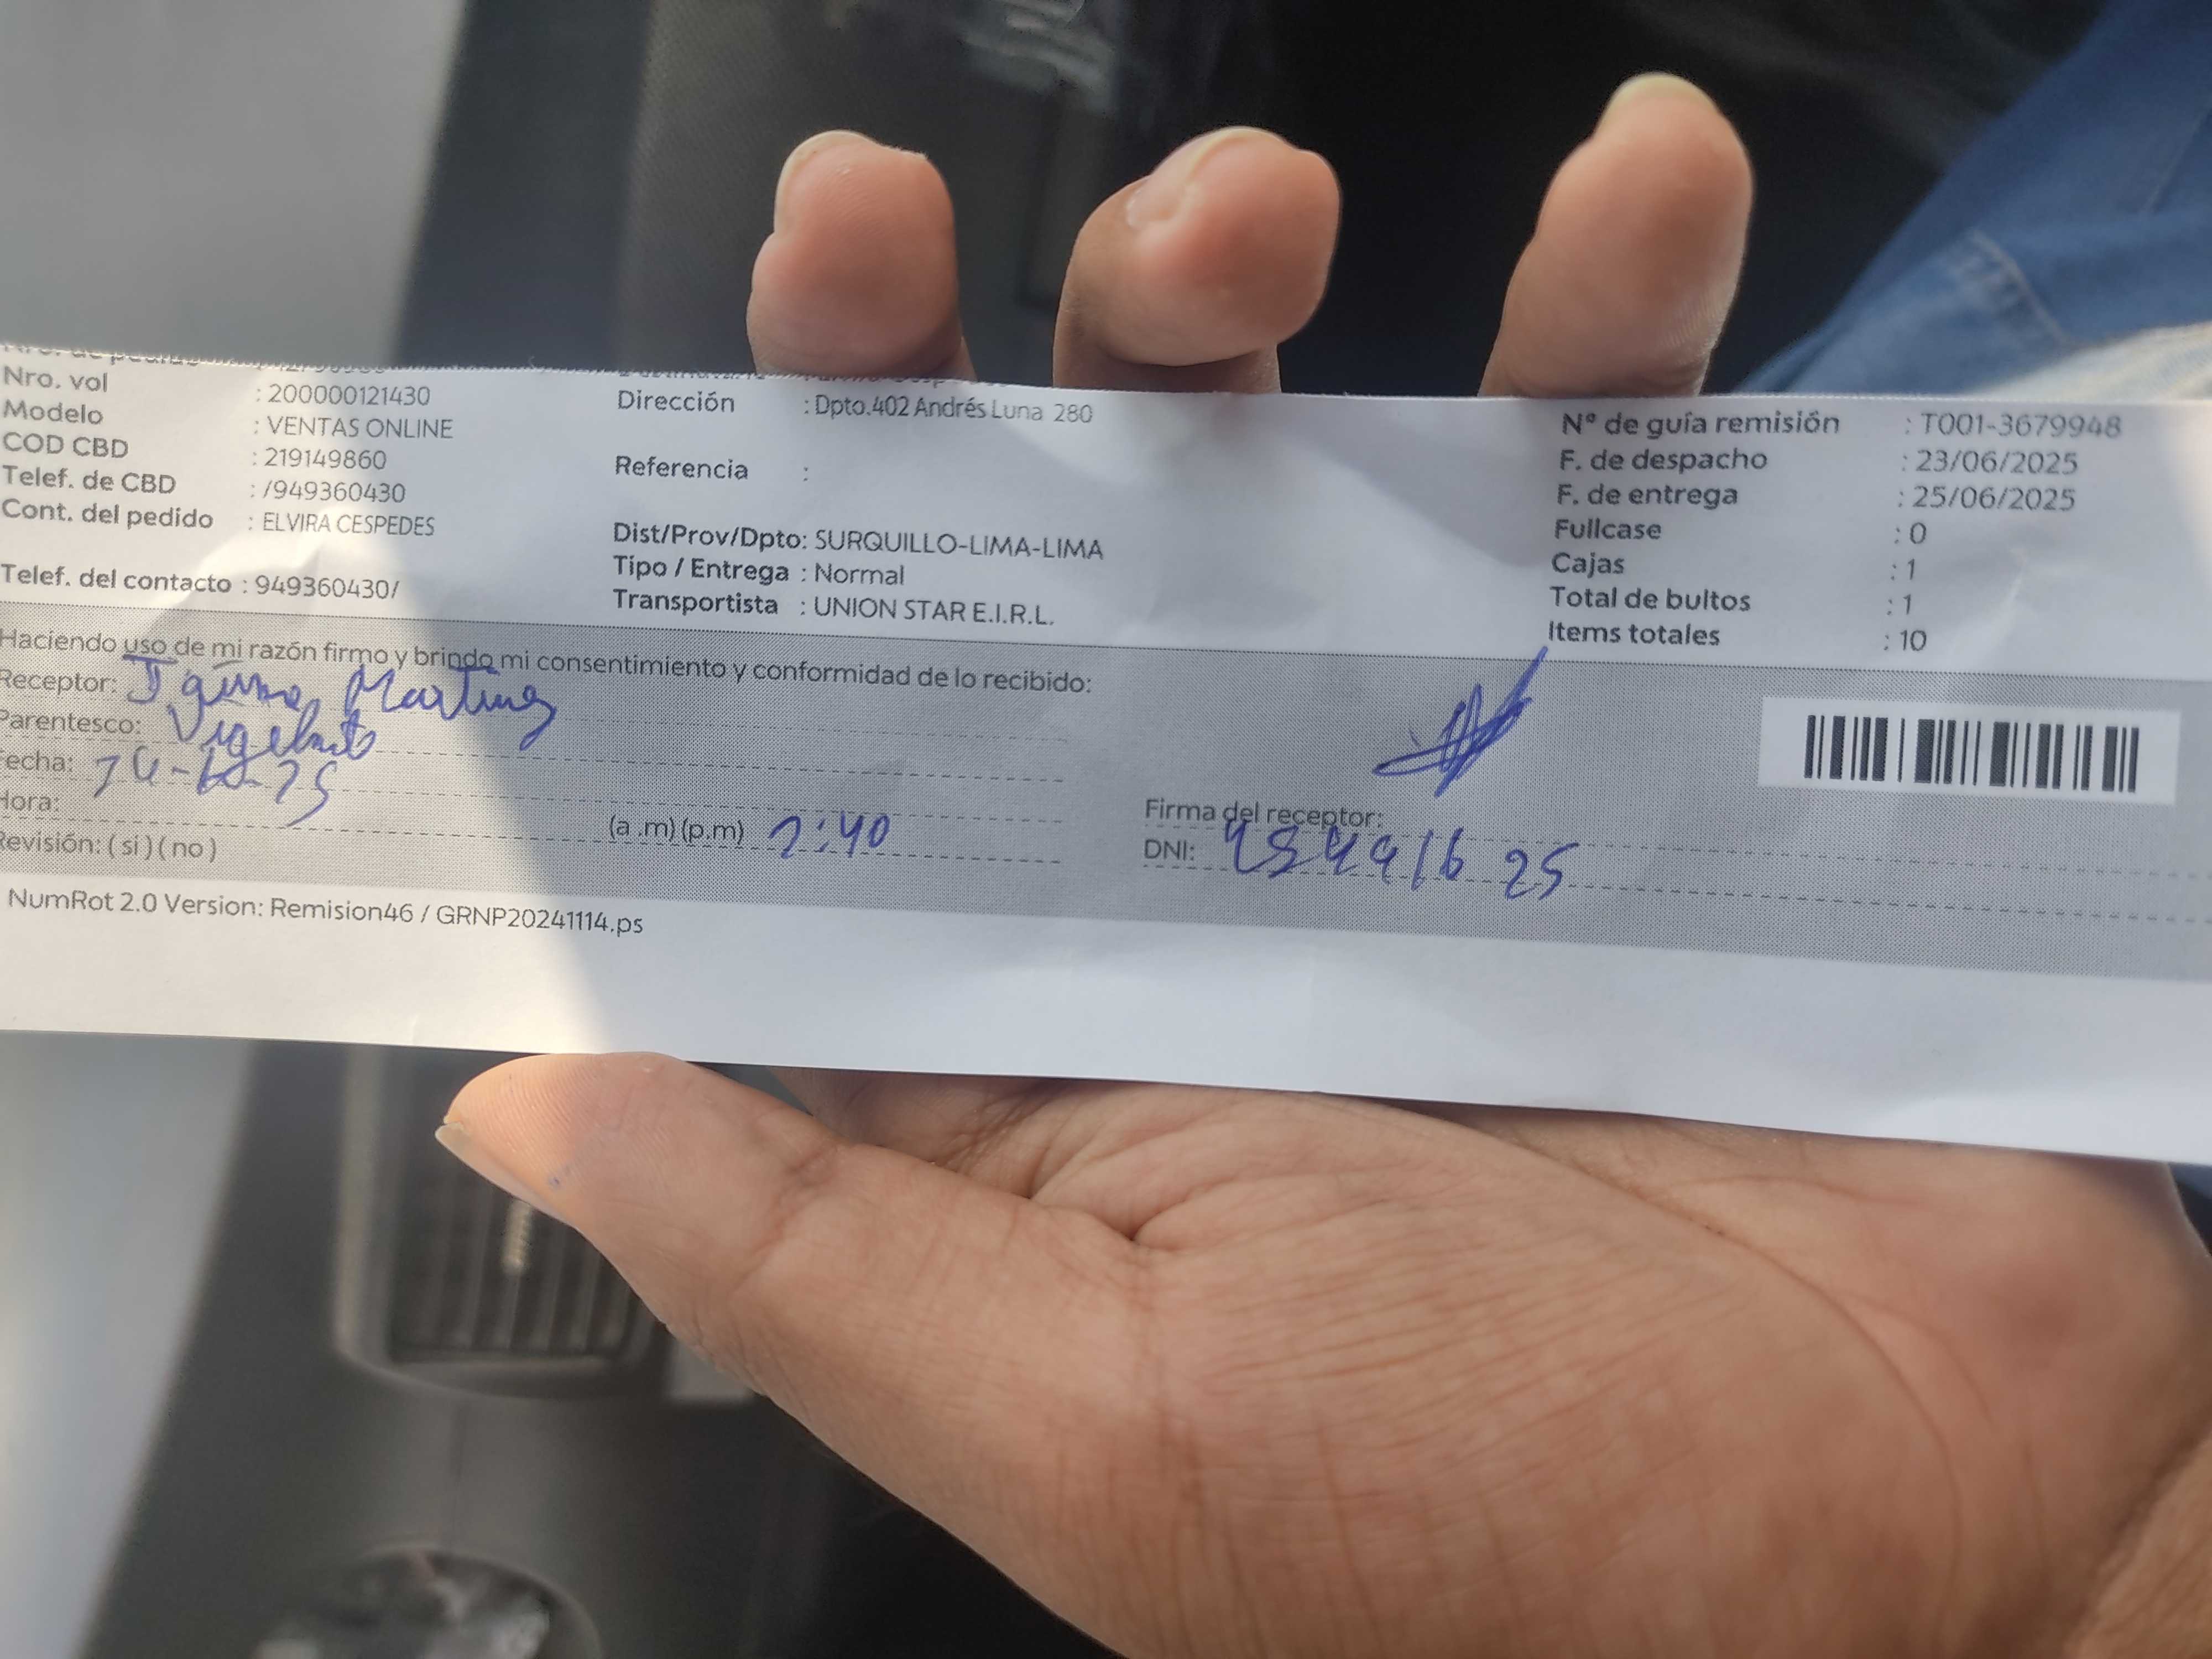 Nro. vol : 200000121430
Modelo : VENTAS ONLINE
COD CBD : 219149860
Telef. de CBD : /949360430
Cont. del pedido : ELVIRA CESPEDES
Telef. del contacto : 949360430/
Dirección : Dpto.402 Andrés Luna 280
Referencia :
Dist/Prov/Dpto: SURQUILLO-LIMA-LIMA
Tipo / Entrega : Normal
Transportista : UNION STAR E.I.R.L.
Nº de guía remisión : T001-3679948
F. de despacho : 23/06/2025
F. de entrega : 25/06/2025
Fullcase : 0
Cajas : 1
Total de bultos : 1
Items totales : 10
Haciendo uso de mi razón firmo y brindo mi consentimiento y conformidad de lo recibido:
Receptor:
Parentesco:
Fecha:
Hora: (a .m) (p.m) 2:40
Revisión: ( si ) ( no )
Firma del receptor:
DNI:
NumRot 2.0 Version: Remision46 / GRNP20241114.ps